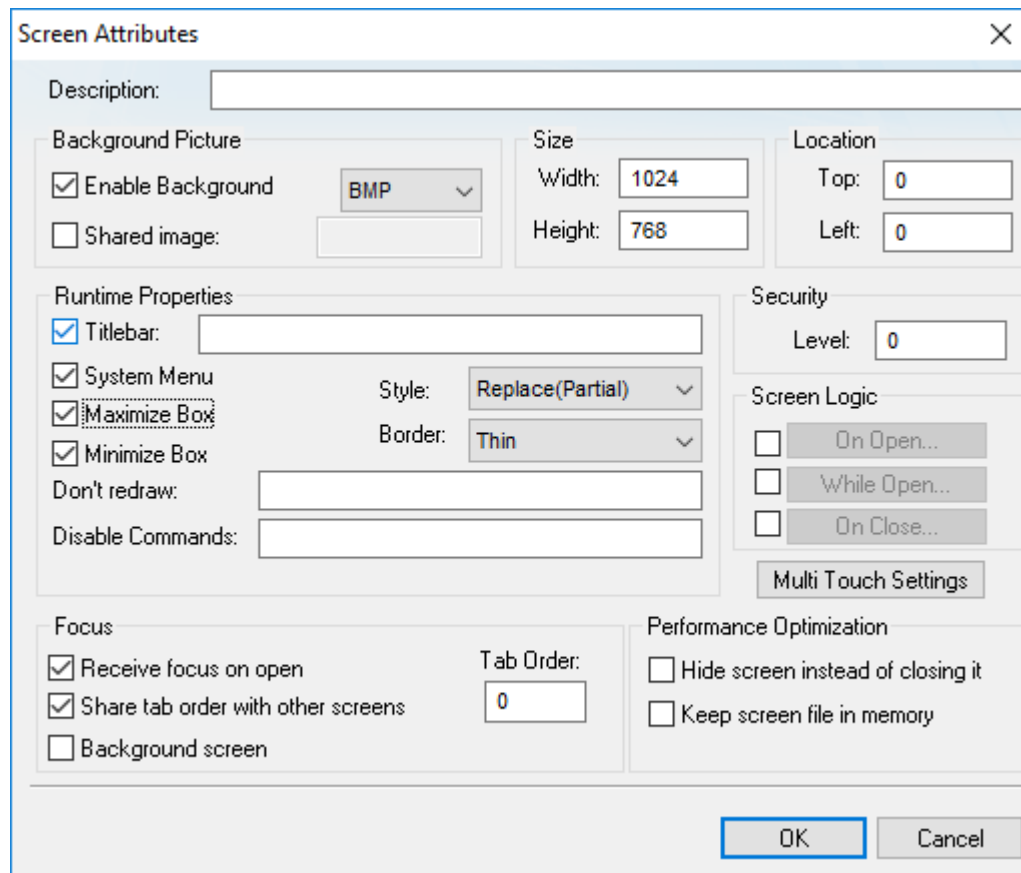 Screen Attributes
Description:
Background Picture
Enable Background
BMP
Shared image:
Size
Width:
1024
Height:
768
Location
Top:
0
Left:
0
Runtime Properties
Titlebar:
System Menu
Maximize Box
Minimize Box
Style:
Replace(Partial)
Border:
Thin
Don't redraw:
Disable Commands:
Security
Level:
0
Screen Logic
On Open...
While Open...
On Close...
Multi Touch Settings
Focus
Receive focus on open
Share tab order with other screens
Background screen
Tab Order:
0
Performance Optimization
Hide screen instead of closing it
Keep screen file in memory
OK
Cancel